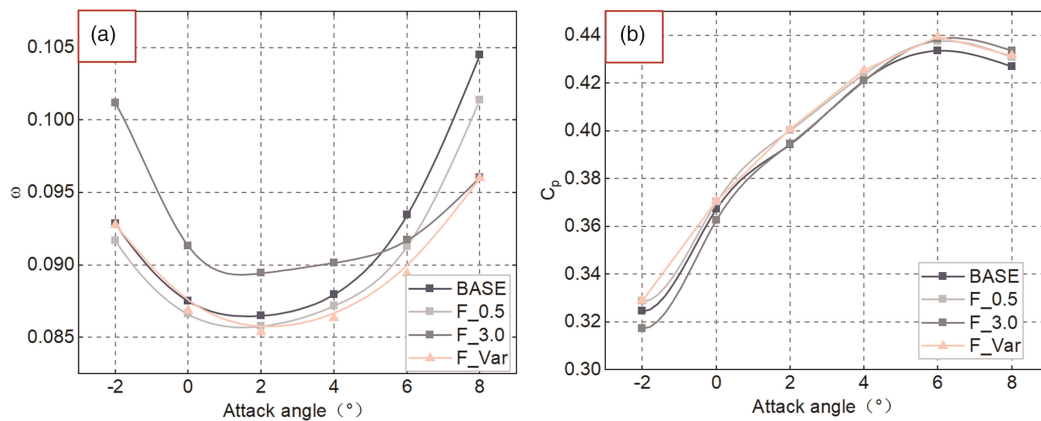 (a)
0.105
0.100
0.095
0.090
0.085
ω
-2 0 2 4 6 8
Attack angle（°）
BASE
F_0.5
F_3.0
F_Var
(b)
0.44
0.42
0.40
0.38
0.36
0.34
0.32
0.30
Cp
-2 0 2 4 6 8
Attack angle（°）
BASE
F_0.5
F_3.0
F_Var